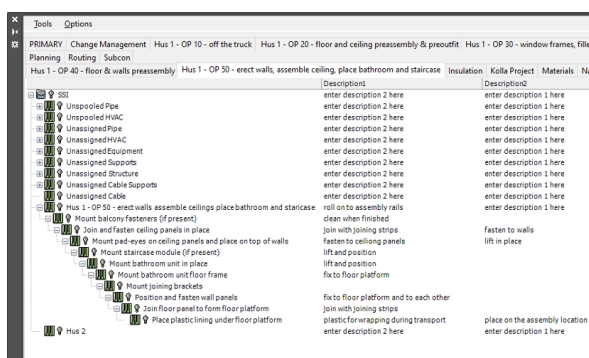 Tools Options
PRIMARY Change Management Hus 1 - OP 10 - off the truck Hus 1 - OP 20 - floor and ceiling preassembly & preoutfit Hus 1 - OP 30 - window frames, fille
Planning Routing Subcon
Hus 1 - OP 40 - floor & walls preassembly Hus 1 - OP 50 - erect walls, assemble ceiling, place bathroom and staircase Insulation Kolla Project Materials Na
Description1 Description2
SSI enter description 2 here enter description 1 here
Unspooled Pipe enter description 2 here enter description 1 here
Unspooled HVAC enter description 2 here enter description 1 here
Unassigned Pipe enter description 2 here enter description 1 here
Unassigned HVAC enter description 2 here enter description 1 here
Unassigned Equipment enter description 2 here enter description 1 here
Unassigned Supports enter description 2 here enter description 1 here
Unassigned Structure enter description 2 here enter description 1 here
Unassigned Cable Supports enter description 2 here enter description 1 here
Unassigned Cable enter description 2 here enter description 1 here
Hus 1 - OP 50 - erect walls assemble ceilings place bathroom and staricase roll on to assembly rails enter description 1 here
Mount balcony fasteners (if present) clean when finished
Join and fasten ceiling panels in place join with joining strips fasten to walls
Mount pad-eyes on ceiling panels and place on top of walls fasten to ceiliong panels lift in place
Mount staircase module (if present) lift and position
Mount bathroom unit in place lift and position
Mount bathroom unit floor frame fix to floor platform
Mount joining brackets
Position and fasten wall panels fix to floor platform and to each other
Join floor panel to form floor platform join with joining strips
Place plastic lining under floor platform plastic for wrapping during transport place on the assembly location
Hus 2 enter description 2 here enter description 1 here